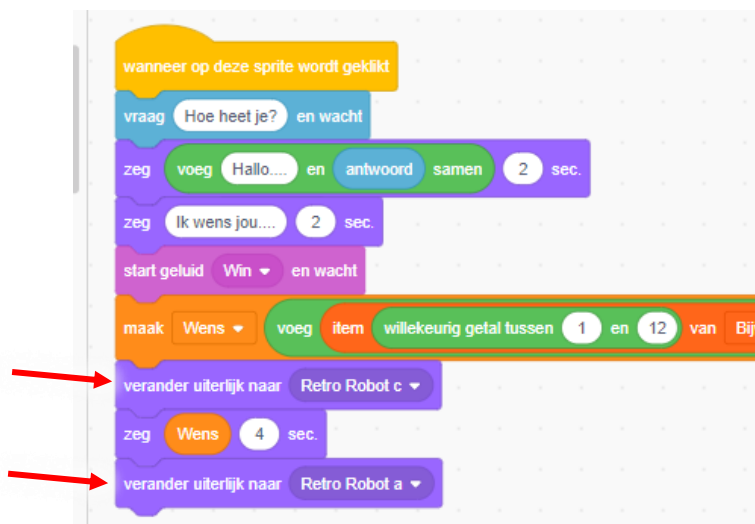 wanneer op deze sprite wordt geklikt
vraag Hoe heet je? en wacht
zeg voeg Hallo.... en antwoord samen 2 sec.
zeg Ik wens jou.... 2 sec.
start geluid Win en wacht
maak Wens voeg item willekeurig getal tussen 1 en 12 van
verander uiterlijk naar Retro Robot c
zeg Wens 4 sec.
verander uiterlijk naar Retro Robot a